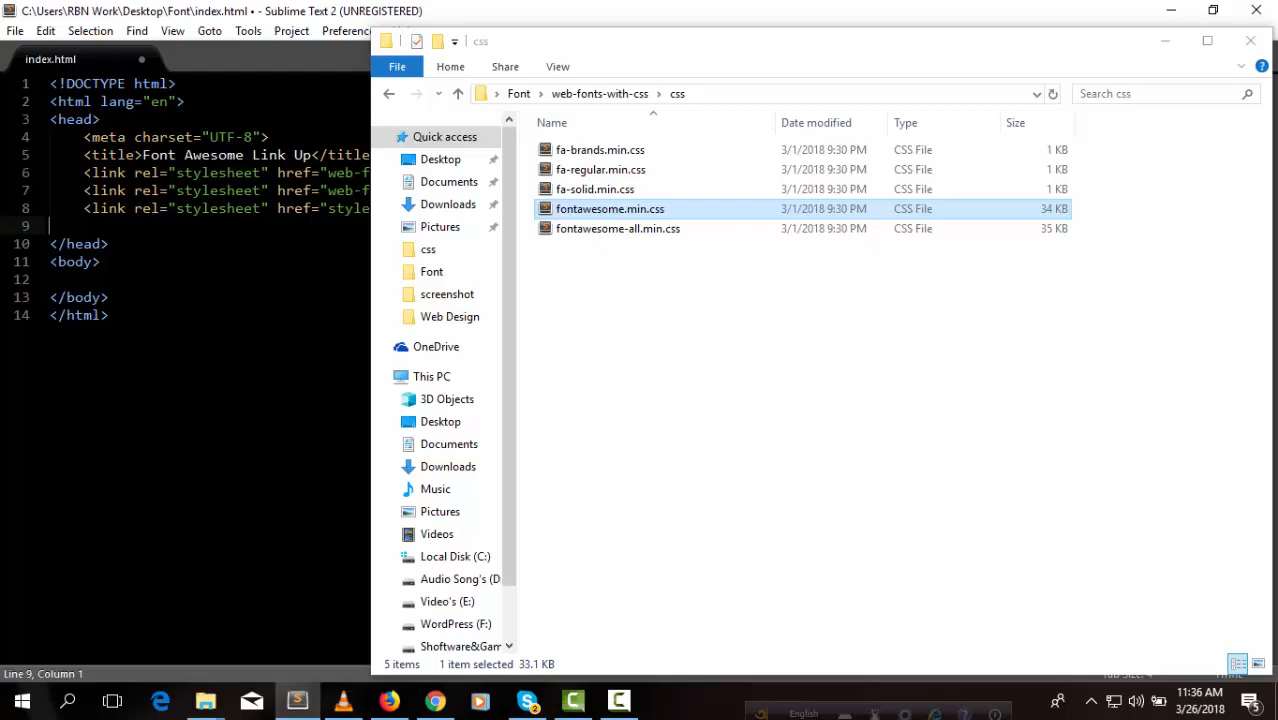 C:\Users\RBN Work\Desktop\Font\index.html • - Sublime Text 2 (UNREGISTERED)
File Edit Selection Find View Goto Tools Project Preferenc
index.html
1 <!DOCTYPE html>
2 <html lang="en">
3 <head>
4 <meta charset="UTF-8">
5 <title>Font Awesome Link Up</title
6 <link rel="stylesheet" href="web-f
7 <link rel="stylesheet" href="web-f
8 <link rel="stylesheet" href="style
9
10 </head>
11 <body>
12
13 </body>
14 </html>
Line 9, Column 1
css
File Home Share View
Font › web-fonts-with-css › css
Search css
Quick access
Desktop
Documents
Downloads
Pictures
css
Font
screenshot
Web Design
OneDrive
This PC
3D Objects
Desktop
Documents
Downloads
Music
Pictures
Videos
Local Disk (C:)
Audio Song's (D:
Video's (E:)
WordPress (F:)
Shoftware&Gam
Name Date modified Type Size
fa-brands.min.css 3/1/2018 9:30 PM CSS File 1 KB
fa-regular.min.css 3/1/2018 9:30 PM CSS File 1 KB
fa-solid.min.css 3/1/2018 9:30 PM CSS File 1 KB
fontawesome.min.css 3/1/2018 9:30 PM CSS File 34 KB
fontawesome-all.min.css 3/1/2018 9:30 PM CSS File 35 KB
5 items 1 item selected 33.1 KB
English
2
11:36 AM
3/26/2018
5